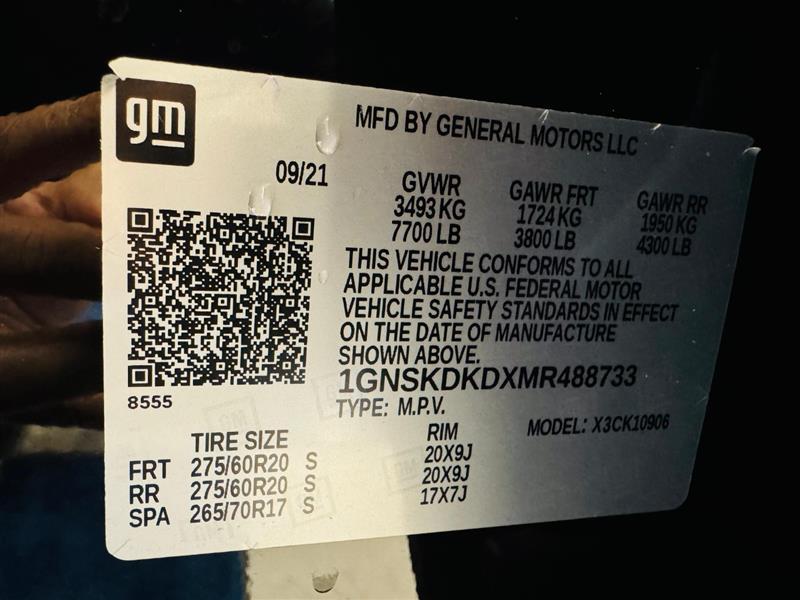 gm
MFD BY GENERAL MOTORS LLC
09/21
GVWR GAWR FRT GAWR RR
3493 KG 1724 KG 1950 KG
7700 LB 3800 LB 4300 LB
THIS VEHICLE CONFORMS TO ALL
APPLICABLE U.S. FEDERAL MOTOR
VEHICLE SAFETY STANDARDS IN EFFECT
ON THE DATE OF MANUFACTURE
SHOWN ABOVE.
1GNSKDKDXMR488733
8555
TYPE: M.P.V. MODEL: X3CK10906
TIRE SIZE RIM
FRT 275/60R20 S 20X9J
RR 275/60R20 S 20X9J
SPA 265/70R17 S 17X7J